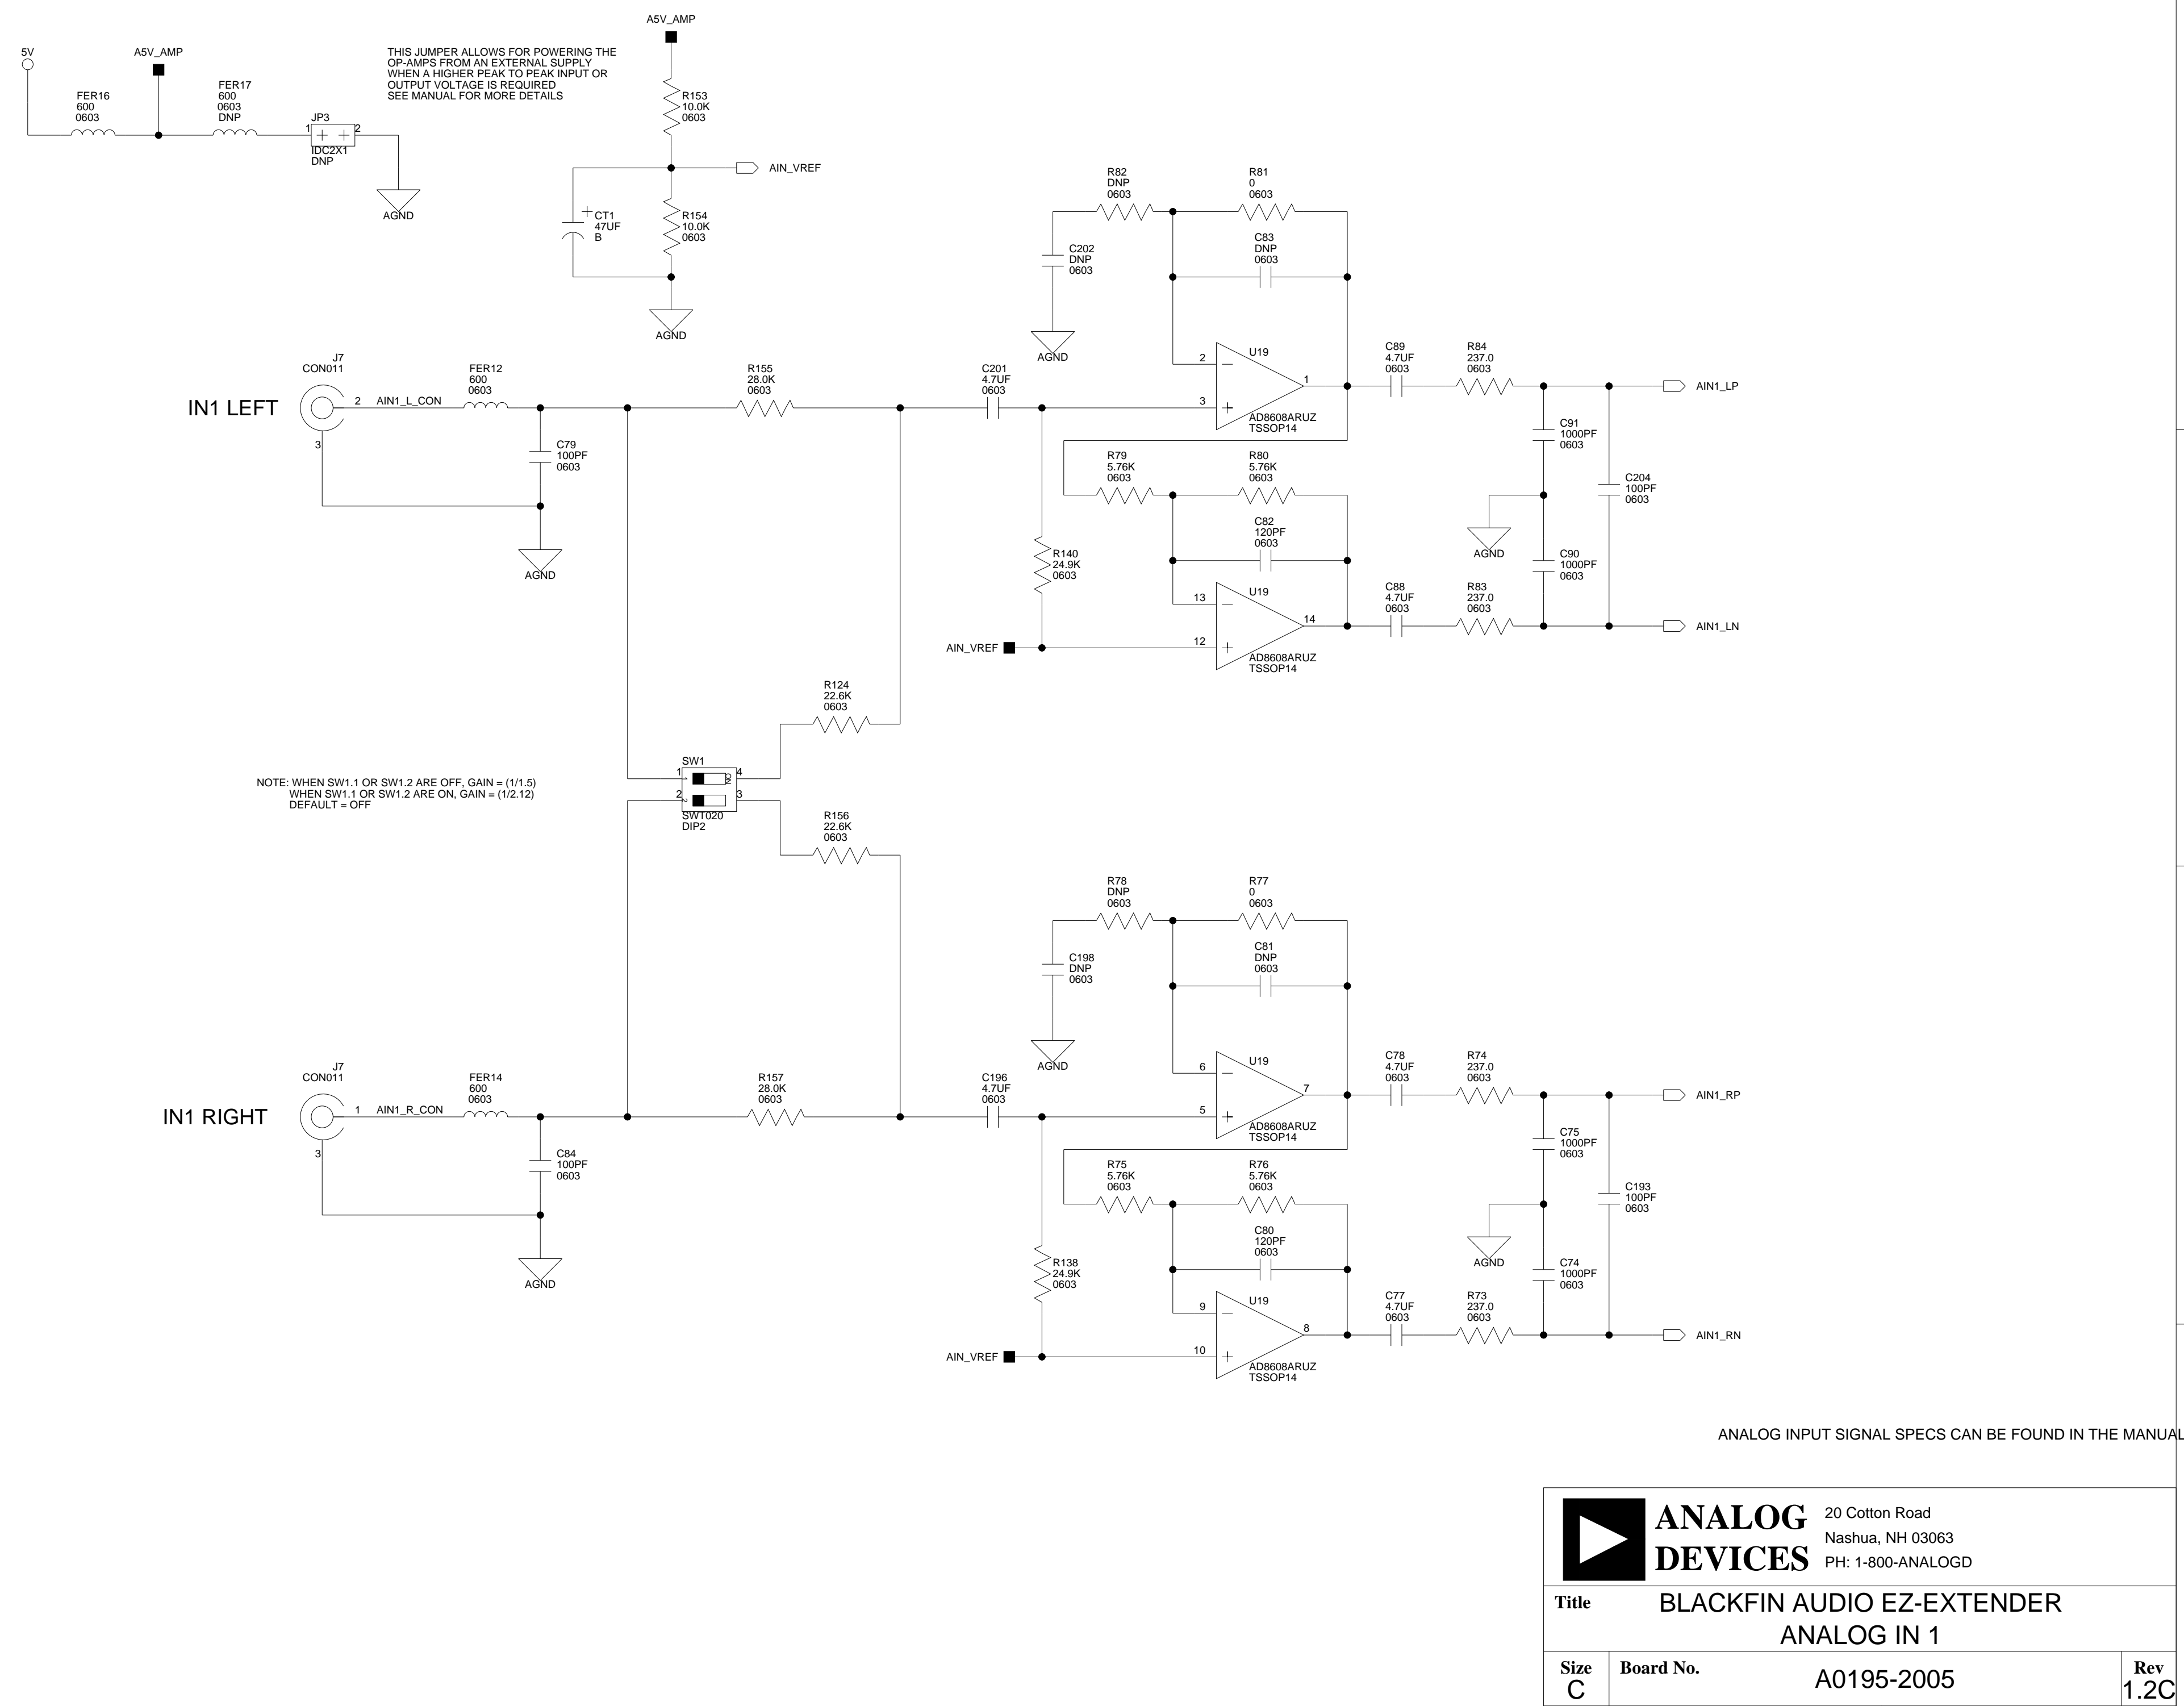 A5V_AMP
5V
A5V_AMP
THIS JUMPER ALLOWS FOR POWERING THE
OP-AMPS FROM AN EXTERNAL SUPPLY
WHEN A HIGHER PEAK TO PEAK INPUT OR
OUTPUT VOLTAGE IS REQUIRED
SEE MANUAL FOR MORE DETAILS
FER16
600
0603
FER17
600
0603
DNP
JP3
1
2
IDC2X1
DNP
AGND
R153
10.0K
0603
AIN_VREF
CT1
47UF
B
R154
10.0K
0603
AGND
R82
DNP
0603
R81
0
0603
C202
DNP
0603
C83
DNP
0603
AGND
J7
CON011
IN1 LEFT
2
AIN1_L_CON
3
FER12
600
0603
C79
100PF
0603
AGND
R155
28.0K
0603
C201
4.7UF
0603
2
3
U19
1
AD8608ARUZ
TSSOP14
C89
4.7UF
0603
R84
237.0
0603
AIN1_LP
R79
5.76K
0603
R80
5.76K
0603
C82
120PF
0603
C91
1000PF
0603
C204
100PF
0603
AGND
C90
1000PF
0603
R140
24.9K
0603
13
12
U19
14
AD8608ARUZ
TSSOP14
C88
4.7UF
0603
R83
237.0
0603
AIN1_LN
AIN_VREF
R124
22.6K
0603
NOTE: WHEN SW1.1 OR SW1.2 ARE OFF, GAIN = (1/1.5)
WHEN SW1.1 OR SW1.2 ARE ON, GAIN = (1/2.12)
DEFAULT = OFF
SW1
1
1
ON
4
2
2
3
SWT020
DIP2
R156
22.6K
0603
R78
DNP
0603
R77
0
0603
C198
DNP
0603
C81
DNP
0603
AGND
J7
CON011
IN1 RIGHT
1
AIN1_R_CON
3
FER14
600
0603
C84
100PF
0603
AGND
R157
28.0K
0603
C196
4.7UF
0603
6
5
U19
7
AD8608ARUZ
TSSOP14
C78
4.7UF
0603
R74
237.0
0603
AIN1_RP
R75
5.76K
0603
R76
5.76K
0603
C80
120PF
0603
C75
1000PF
0603
C193
100PF
0603
AGND
C74
1000PF
0603
R138
24.9K
0603
9
10
U19
8
AD8608ARUZ
TSSOP14
C77
4.7UF
0603
R73
237.0
0603
AIN1_RN
AIN_VREF
ANALOG INPUT SIGNAL SPECS CAN BE FOUND IN THE MANUAL
ANALOG
DEVICES
20 Cotton Road
Nashua, NH 03063
PH: 1-800-ANALOGD
Title
BLACKFIN AUDIO EZ-EXTENDER
ANALOG IN 1
Size
C
Board No.
A0195-2005
Rev
1.2C